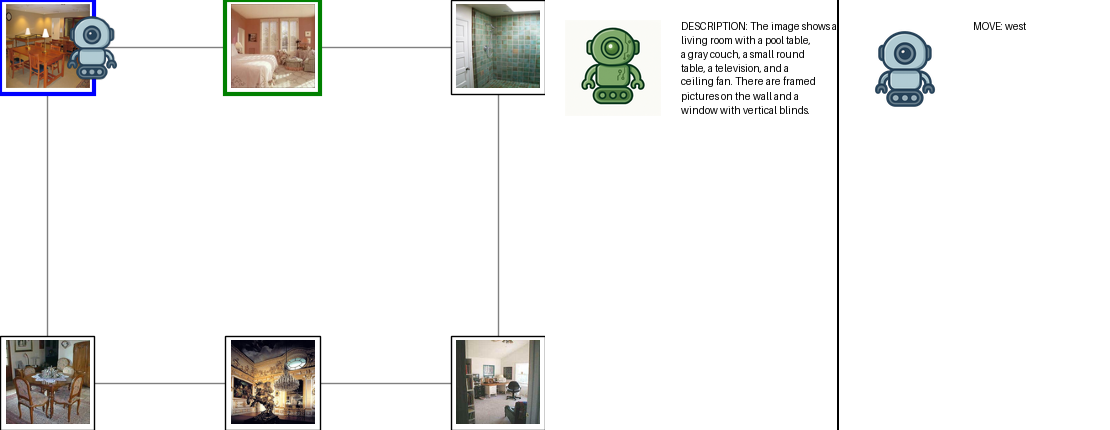 DESCRIPTION: The image shows a
living room with a pool table,
a gray couch, a small round
table, a television, and a
ceiling fan. There are framed
pictures on the wall and a
window with vertical blinds.
MOVE: west